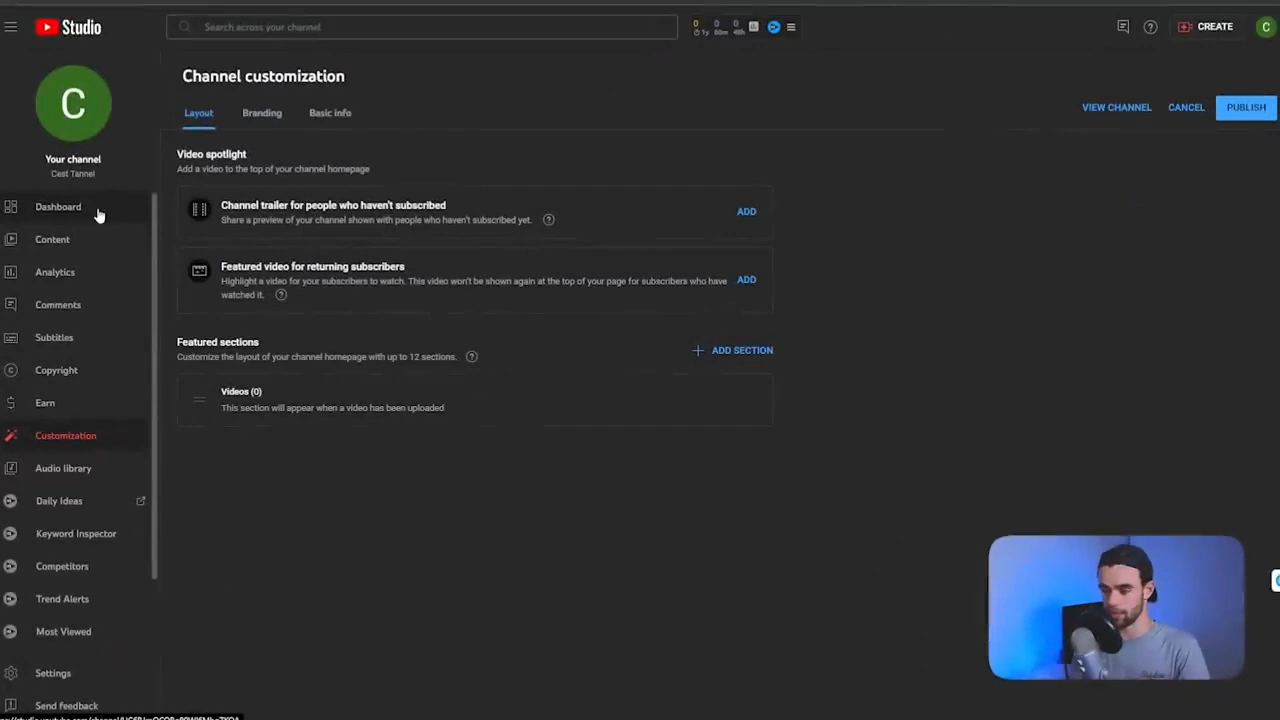 Studio
Search across your channel
0 0 0
1y 60m 48h
CREATE
C
C
Your channel
Cest Tannel
Dashboard
Content
Analytics
Comments
Subtitles
Copyright
Earn
Customization
Audio library
Daily Ideas
Keyword Inspector
Competitors
Trend Alerts
Most Viewed
Settings
Send feedback
Channel customization
Layout Branding Basic info
VIEW CHANNEL CANCEL PUBLISH
Video spotlight
Add a video to the top of your channel homepage
Channel trailer for people who haven't subscribed
Share a preview of your channel shown with people who haven't subscribed yet.
ADD
Featured video for returning subscribers
Highlight a video for your subscribers to watch. This video won't be shown again at the top of your page for subscribers who have
watched it.
ADD
Featured sections
Customize the layout of your channel homepage with up to 12 sections.
ADD SECTION
Videos (0)
This section will appear when a video has been uploaded